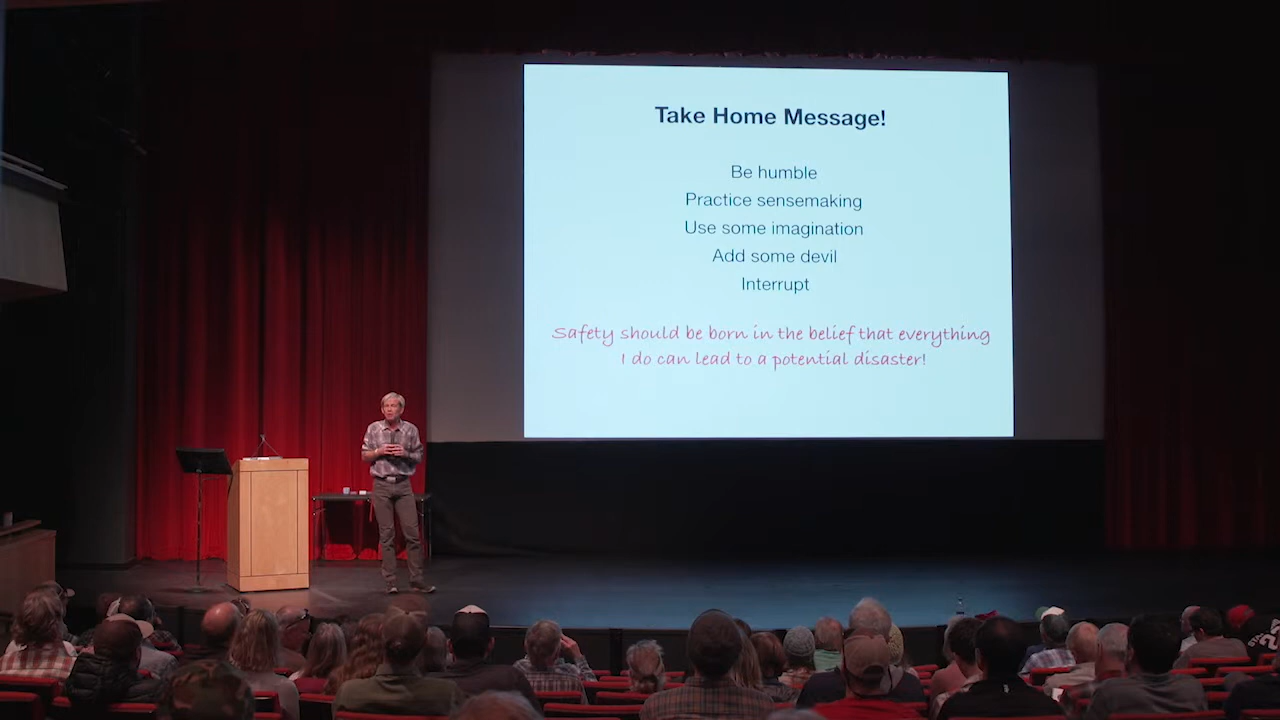 Take Home Message!
Be humble
Practice sensemaking
Use some imagination
Add some devil
Interrupt
Safety should be born in the belief that everything
I do can lead to a potential disaster!